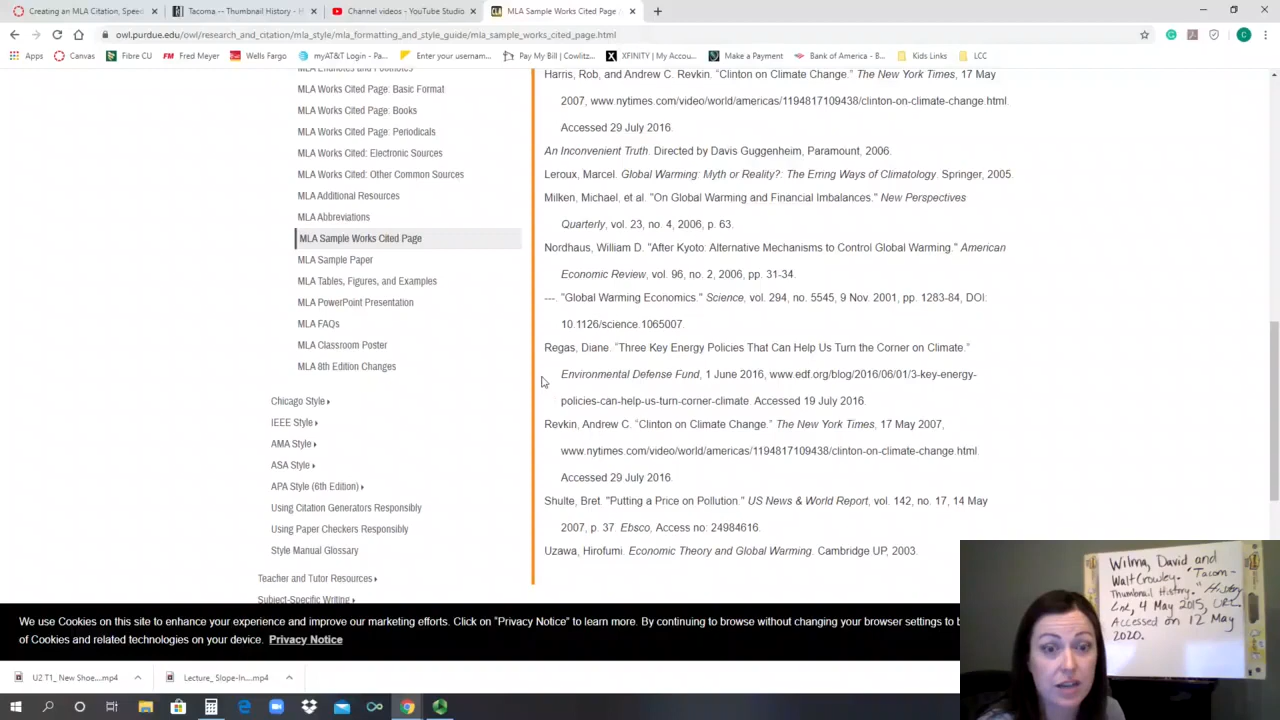 Creating an MLA Citation, Speed
Tacoma -- Thumbnail History - H
Channel videos - YouTube Studio
MLA Sample Works Cited Page
owl.purdue.edu/owl/research_and_citation/mla_style/mla_formatting_and_style_guide/mla_sample_works_cited_page.html
Apps Canvas Fibre CU Fred Meyer Wells Fargo myAT&T Login - Pa... Enter your usernam... Pay My Bill | Cowlitz... XFINITY | My Accou... Make a Payment Bank of America - B... Kids Links LCC
MLA Endnotes and Footnotes
MLA Works Cited Page: Basic Format
MLA Works Cited Page: Books
MLA Works Cited Page: Periodicals
MLA Works Cited: Electronic Sources
MLA Works Cited: Other Common Sources
MLA Additional Resources
MLA Abbreviations
MLA Sample Works Cited Page
MLA Sample Paper
MLA Tables, Figures, and Examples
MLA PowerPoint Presentation
MLA FAQs
MLA Classroom Poster
MLA 8th Edition Changes
Chicago Style
IEEE Style
AMA Style
ASA Style
APA Style (6th Edition)
Using Citation Generators Responsibly
Using Paper Checkers Responsibly
Style Manual Glossary
Teacher and Tutor Resources
Subject-Specific Writing
Harris, Rob, and Andrew C. Revkin. “Clinton on Climate Change.” The New York Times, 17 May
2007, www.nytimes.com/video/world/americas/1194817109438/clinton-on-climate-change.html.
Accessed 29 July 2016.
An Inconvenient Truth. Directed by Davis Guggenheim, Paramount, 2006.
Leroux, Marcel. Global Warming: Myth or Reality?: The Erring Ways of Climatology. Springer, 2005.
Milken, Michael, et al. "On Global Warming and Financial Imbalances." New Perspectives
Quarterly, vol. 23, no. 4, 2006, p. 63.
Nordhaus, William D. "After Kyoto: Alternative Mechanisms to Control Global Warming." American
Economic Review, vol. 96, no. 2, 2006, pp. 31-34.
---. "Global Warming Economics." Science, vol. 294, no. 5545, 9 Nov. 2001, pp. 1283-84, DOI:
10.1126/science.1065007.
Regas, Diane. “Three Key Energy Policies That Can Help Us Turn the Corner on Climate.”
Environmental Defense Fund, 1 June 2016, www.edf.org/blog/2016/06/01/3-key-energy-
policies-can-help-us-turn-corner-climate. Accessed 19 July 2016.
Revkin, Andrew C. “Clinton on Climate Change.” The New York Times, 17 May 2007,
www.nytimes.com/video/world/americas/1194817109438/clinton-on-climate-change.html.
Accessed 29 July 2016.
Shulte, Bret. "Putting a Price on Pollution." US News & World Report, vol. 142, no. 17, 14 May
2007, p. 37. Ebsco, Access no: 24984616.
Uzawa, Hirofumi. Economic Theory and Global Warming. Cambridge UP, 2003.
We use Cookies on this site to enhance your experience and improve our marketing efforts. Click on “Privacy Notice” to learn more. By continuing to browse without changing your browser settings to b
of Cookies and related technologies on your device. Privacy Notice
Wilma, David and
Walt Crowley. "Tacom-
Thumbnail History." History
Link, 4 May 2015, URL.
Accessed on 12 May
2020.
U2 T1_ New Shoe....mp4
Lecture_ Slope-In....mp4